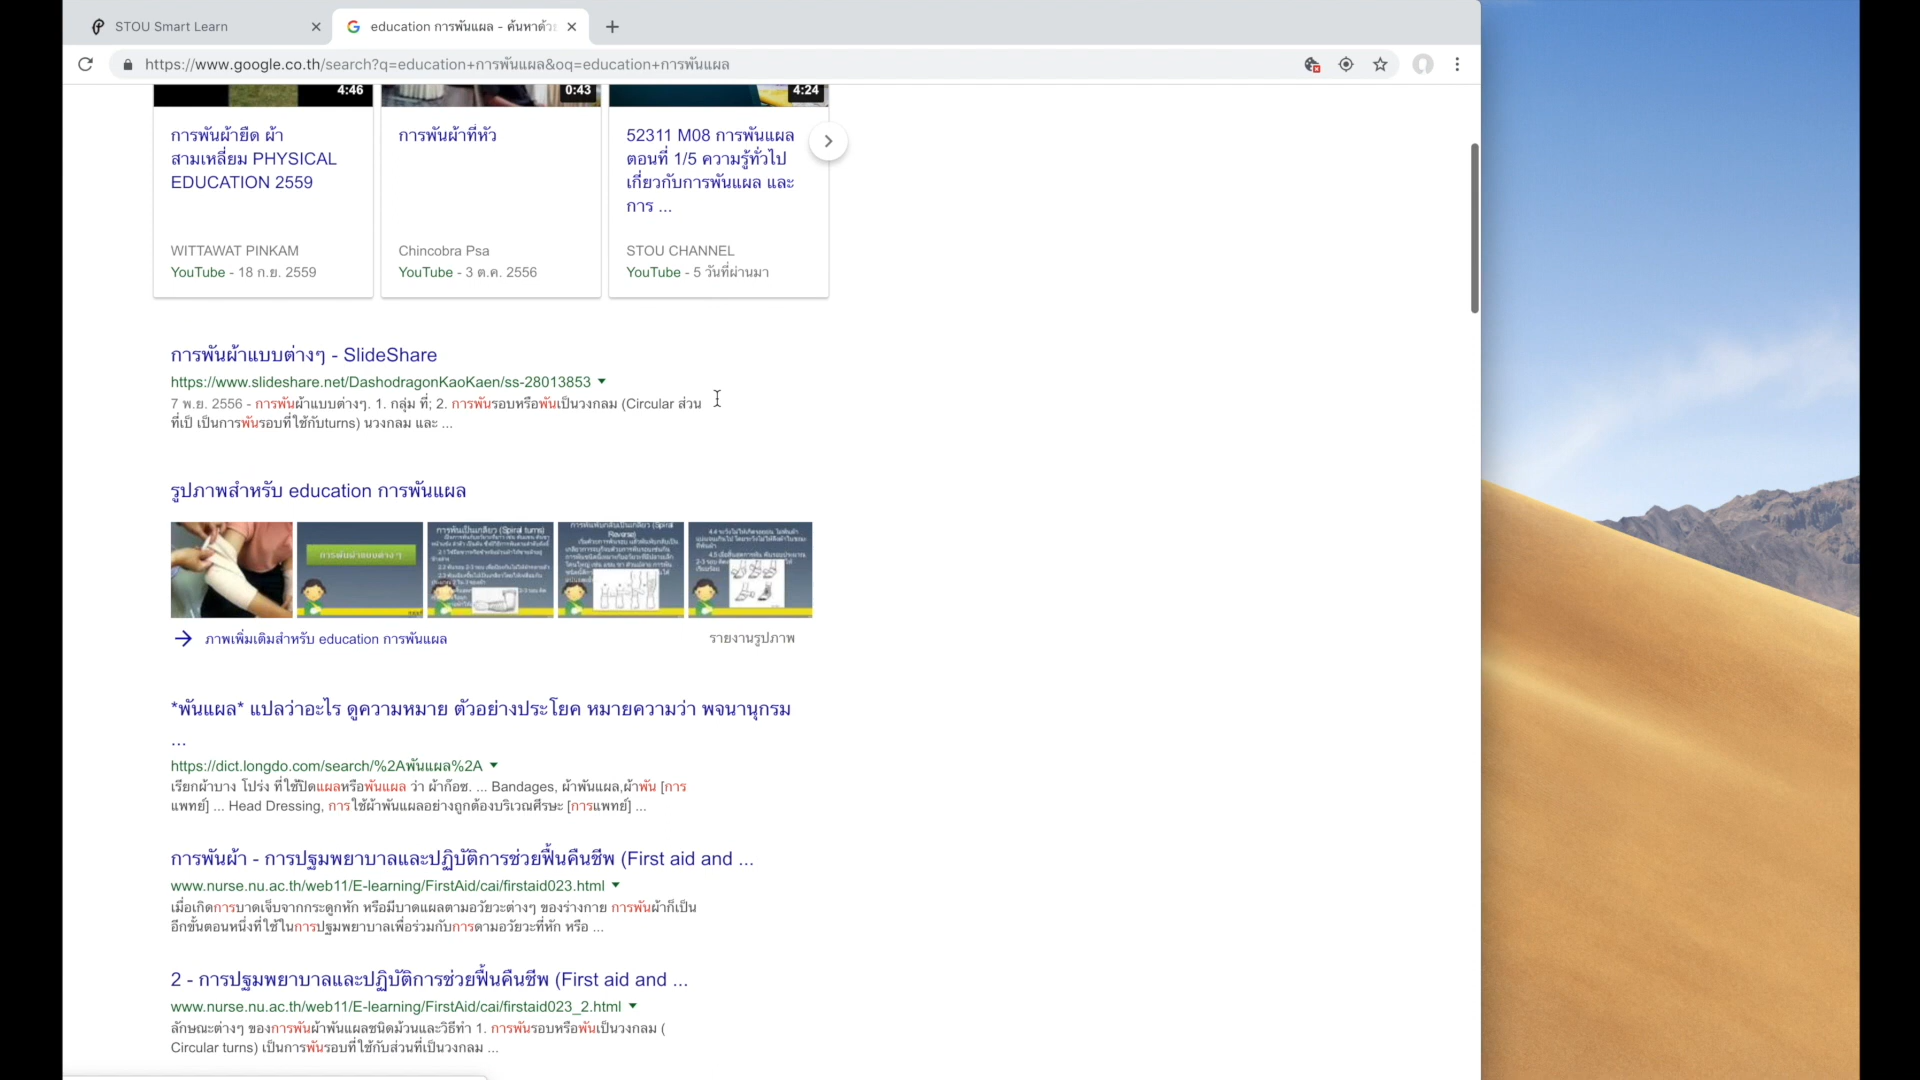 STOU Smart Learn
education การพันแผล - ค้นหาด้วย
https://www.google.co.th/search?q=education+การพันแผล&oq=education+การพันแผล
4:46
0:43
4:24
การพันผ้ายืด ผ้า
สามเหลี่ยม PHYSICAL
EDUCATION 2559
WITTAWAT PINKAM
YouTube - 18 ก.ย. 2559
การพันผ้าที่หัว
Chincobra Psa
YouTube - 3 ต.ค. 2556
52311 M08 การพันแผล
ตอนที่ 1/5 ความรู้ทั่วไป
เกี่ยวกับการพันแผล และ
การ ...
STOU CHANNEL
YouTube - 5 วันที่ผ่านมา
การพันผ้าแบบต่างๆ - SlideShare
https://www.slideshare.net/DashodragonKaoKaen/ss-28013853
7 พ.ย. 2556 - การพันผ้าแบบต่างๆ. 1. กลุ่ม ที่; 2. การพันรอบหรือพันเป็นวงกลม (Circular ส่วน
ที่เป็ เป็นการพันรอบที่ใช้กับturns) นวงกลม และ ...
รูปภาพสำหรับ education การพันแผล
การพันผ้าแบบต่าง ๆ
การพันเป็นเกลียว (Spiral turns)
ภาพเพิ่มเติมสำหรับ education การพันแผล
รายงานรูปภาพ
*พันแผล* แปลว่าอะไร ดูความหมาย ตัวอย่างประโยค หมายความว่า พจนานุกรม
...
https://dict.longdo.com/search/%2Aพันแผล%2A
เรียกผ้าบาง โปร่ง ที่ใช้ปิดแผลหรือพันแผล ว่า ผ้าก๊อซ. ... Bandages, ผ้าพันแผล,ผ้าพัน [การ
แพทย์] ... Head Dressing, การใช้ผ้าพันแผลอย่างถูกต้องบริเวณศีรษะ [การแพทย์] ...
การพันผ้า - การปฐมพยาบาลและปฏิบัติการช่วยฟื้นคืนชีพ (First aid and ...
www.nurse.nu.ac.th/web11/E-learning/FirstAid/cai/firstaid023.html
เมื่อเกิดการบาดเจ็บจากกระดูกหัก หรือมีบาดแผลตามอวัยวะต่างๆ ของร่างกาย การพันผ้าก็เป็น
อีกขั้นตอนหนึ่งที่ใช้ในการปฐมพยาบาลเพื่อร่วมกับการดามอวัยวะที่หัก หรือ ...
2 - การปฐมพยาบาลและปฏิบัติการช่วยฟื้นคืนชีพ (First aid and ...
www.nurse.nu.ac.th/web11/E-learning/FirstAid/cai/firstaid023_2.html
ลักษณะต่างๆ ของการพันผ้าพันแผลชนิดม้วนและวิธีทำ 1. การพันรอบหรือพันเป็นวงกลม (
Circular turns) เป็นการพันรอบที่ใช้กับส่วนที่เป็นวงกลม ...